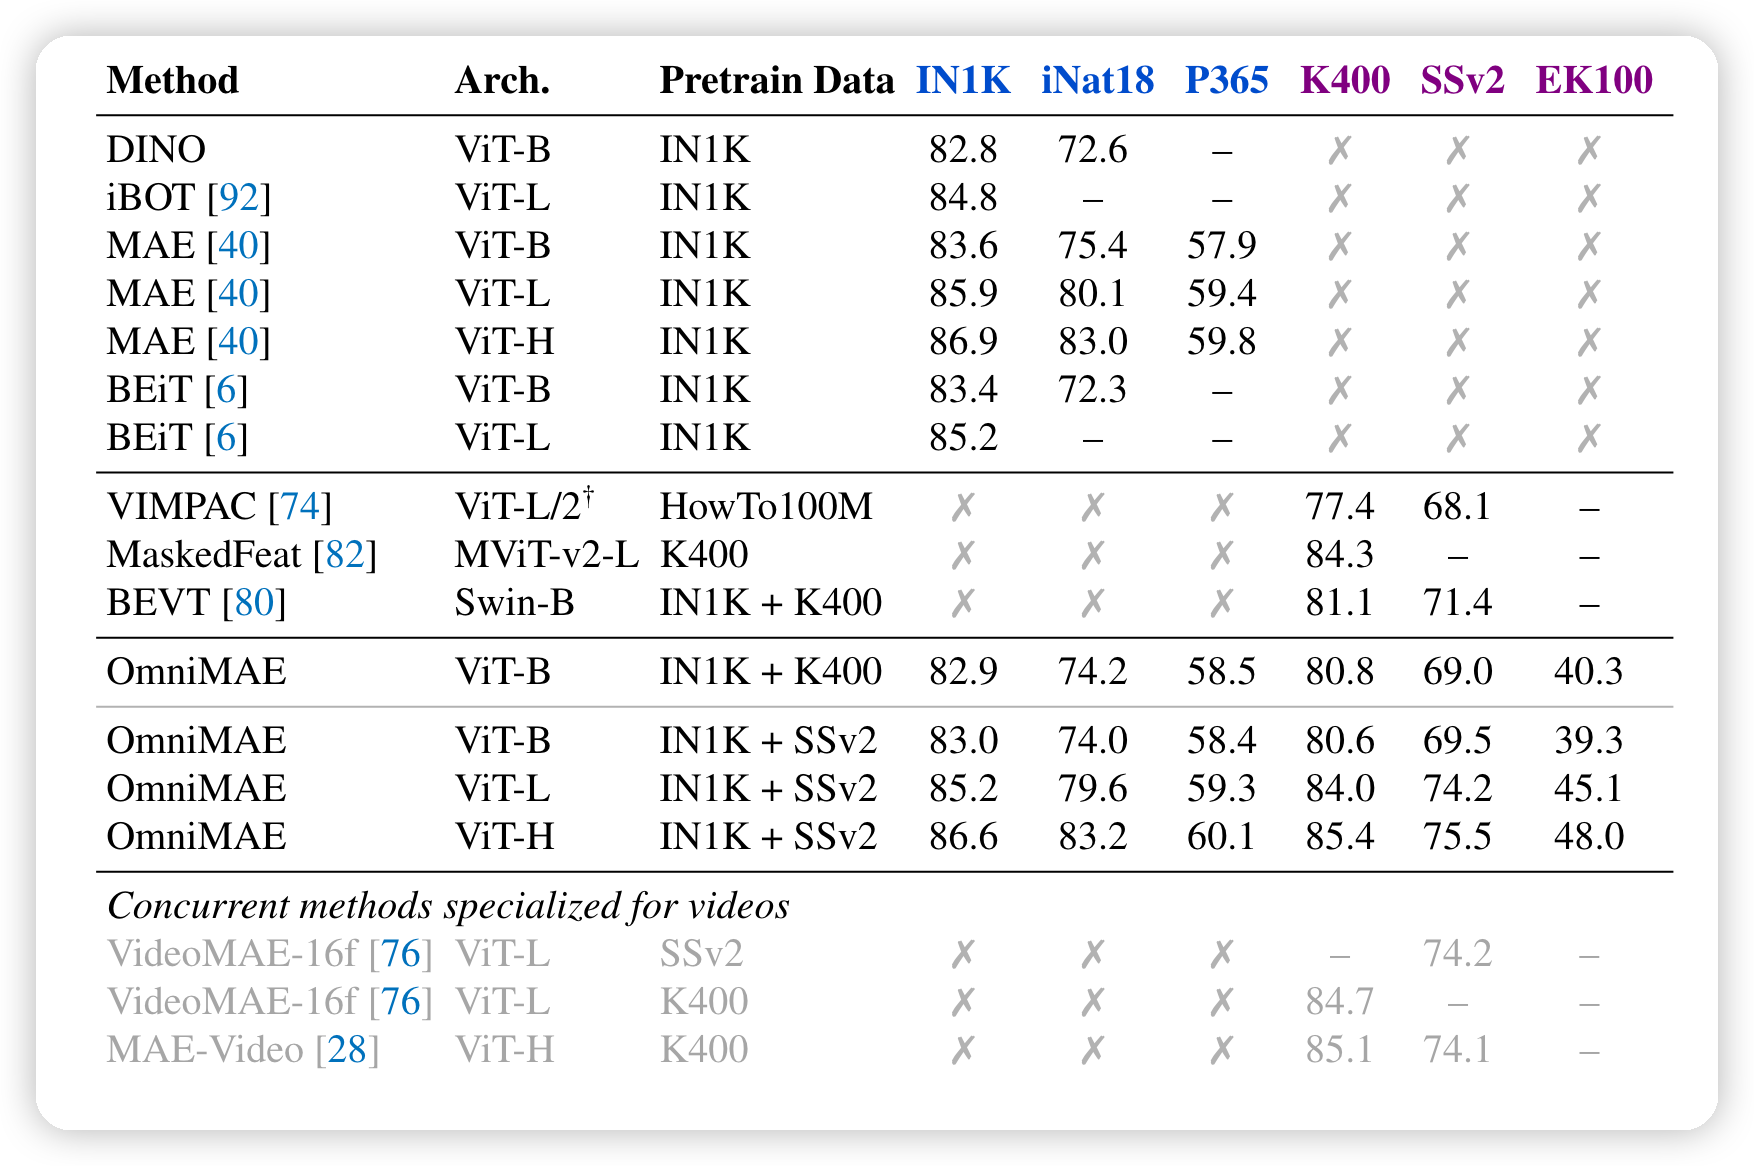 Method Arch. Pretrain Data IN1K iNat18 P365 K400 SSv2 EK100
DINO ViT-B IN1K 82.8 72.6 – ✗ ✗ ✗
iBOT [92] ViT-L IN1K 84.8 – – ✗ ✗ ✗
MAE [40] ViT-B IN1K 83.6 75.4 57.9 ✗ ✗ ✗
MAE [40] ViT-L IN1K 85.9 80.1 59.4 ✗ ✗ ✗
MAE [40] ViT-H IN1K 86.9 83.0 59.8 ✗ ✗ ✗
BEiT [6] ViT-B IN1K 83.4 72.3 – ✗ ✗ ✗
BEiT [6] ViT-L IN1K 85.2 – – ✗ ✗ ✗
VIMPAC [74] ViT-L/2† HowTo100M ✗ ✗ ✗ 77.4 68.1 –
MaskedFeat [82] MViT-v2-L K400 ✗ ✗ ✗ 84.3 – –
BEVT [80] Swin-B IN1K + K400 ✗ ✗ ✗ 81.1 71.4 –
OmniMAE ViT-B IN1K + K400 82.9 74.2 58.5 80.8 69.0 40.3
OmniMAE ViT-B IN1K + SSv2 83.0 74.0 58.4 80.6 69.5 39.3
OmniMAE ViT-L IN1K + SSv2 85.2 79.6 59.3 84.0 74.2 45.1
OmniMAE ViT-H IN1K + SSv2 86.6 83.2 60.1 85.4 75.5 48.0
Concurrent methods specialized for videos
VideoMAE-16f [76] ViT-L SSv2 ✗ ✗ ✗ – 74.2 –
VideoMAE-16f [76] ViT-L K400 ✗ ✗ ✗ 84.7 – –
MAE-Video [28] ViT-H K400 ✗ ✗ ✗ 85.1 74.1 –